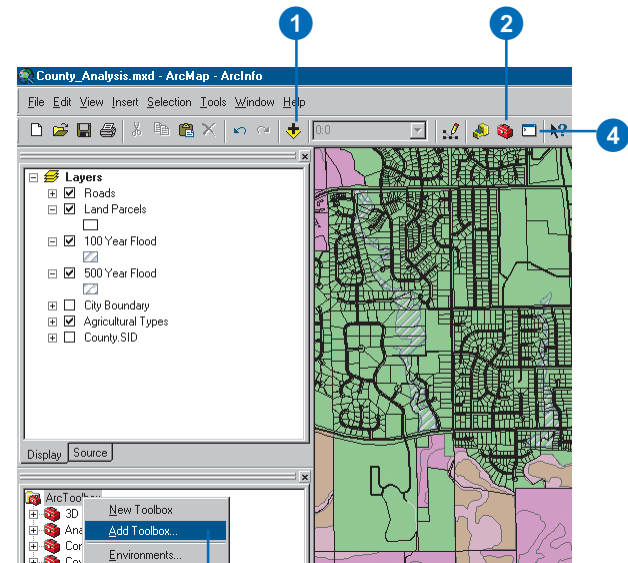 1
2
County_Analysis.mxd - ArcMap - ArcInfo
File Edit View Insert Selection Tools Window Help
0:0
4
Layers
Roads
Land Parcels
100 Year Flood
500 Year Flood
City Boundary
Agricultural Types
County.SID
Display Source
ArcToolbox
3D
New Toolbox
Ana
Add Toolbox...
Environments...